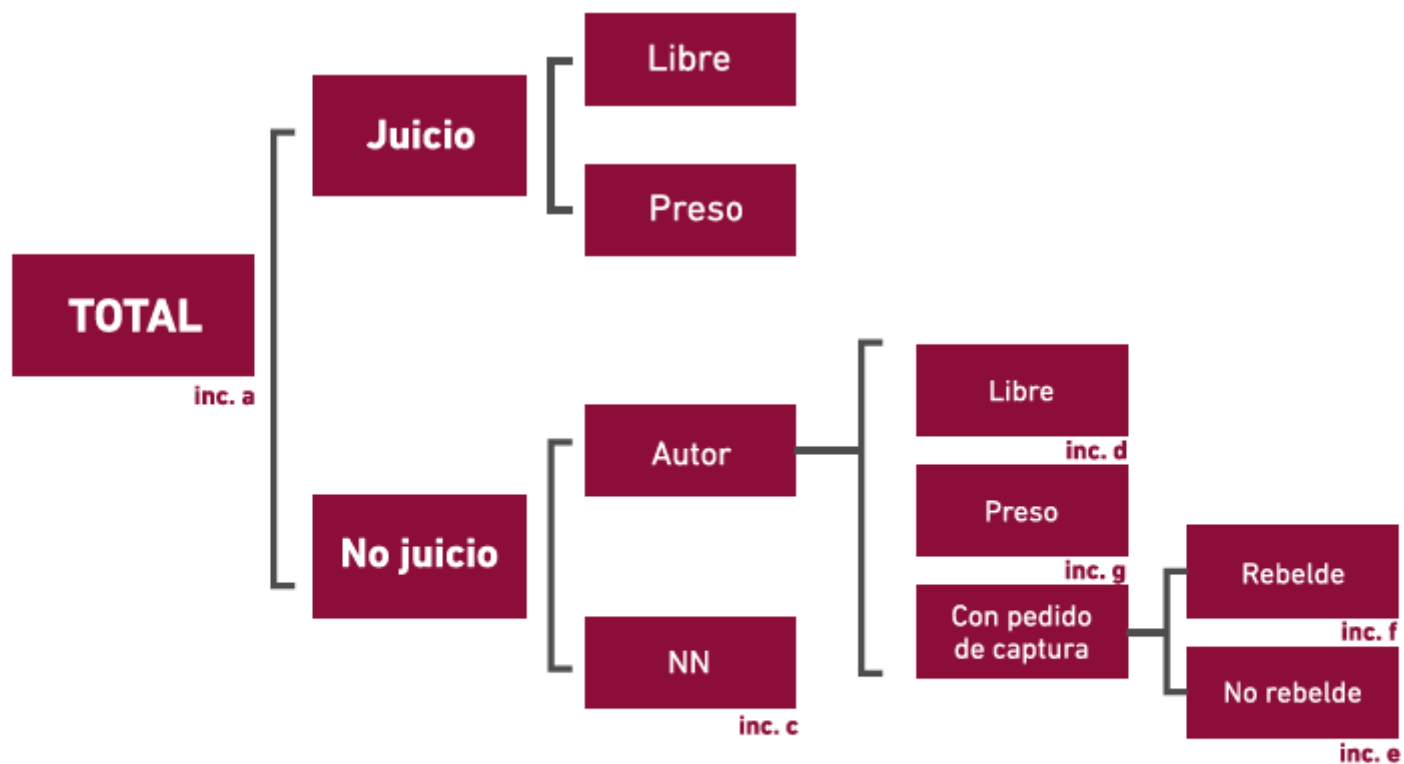 TOTAL
inc. a
Juicio
Libre
Preso
No juicio
Autor
NN
inc. c
Libre
inc. d
Preso
inc. g
Con pedido
de captura
Rebelde
inc. f
No rebelde
inc. e